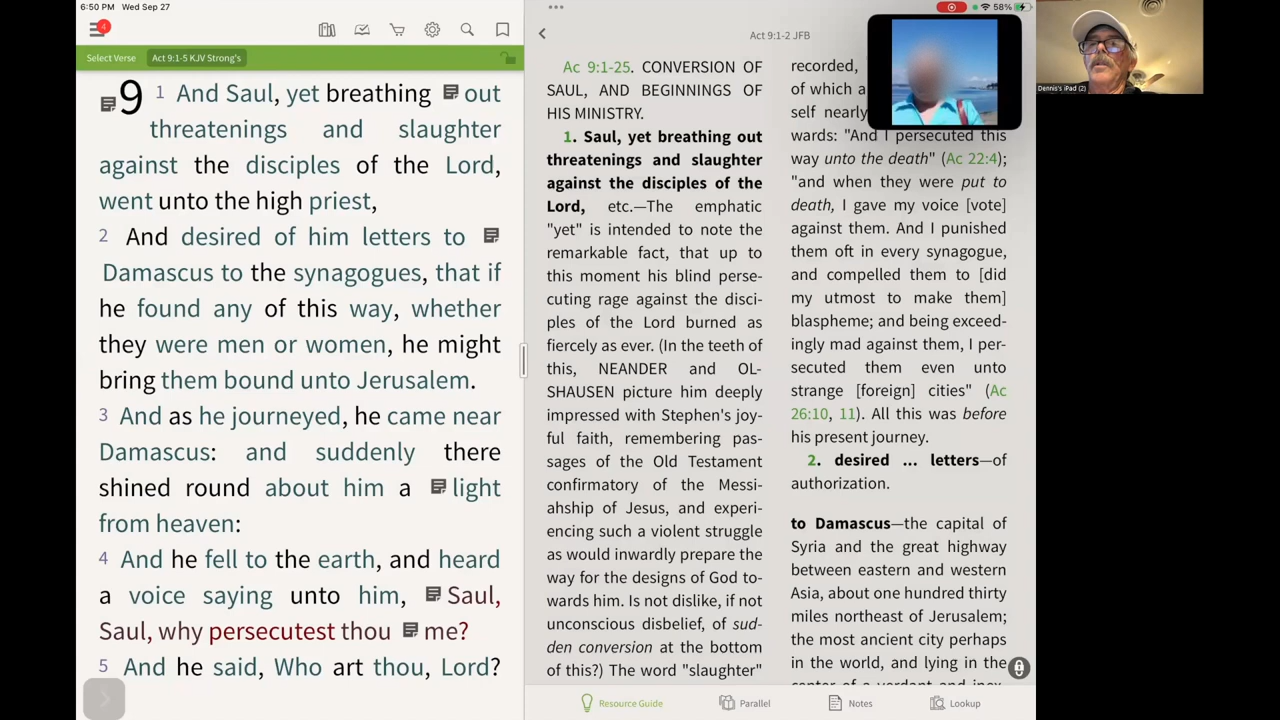 6:50 PM Wed Sep 27
58%
4
Select Verse Act 9:1-5 KJV Strong's
9 1 And Saul, yet breathing out
threatenings and slaughter
against the disciples of the Lord,
went unto the high priest,
2 And desired of him letters to
Damascus to the synagogues, that if
he found any of this way, whether
they were men or women, he might
bring them bound unto Jerusalem.
3 And as he journeyed, he came near
Damascus: and suddenly there
shined round about him a light
from heaven:
4 And he fell to the earth, and heard
a voice saying unto him, Saul,
Saul, why persecutest thou me?
5 And he said, Who art thou, Lord?
Act 9:1-2 JFB
Ac 9:1-25. CONVERSION OF
SAUL, AND BEGINNINGS OF
HIS MINISTRY.
1. Saul, yet breathing out
threatenings and slaughter
against the disciples of the
Lord, etc.—The emphatic
"yet" is intended to note the
remarkable fact, that up to
this moment his blind perse-
cuting rage against the disci-
ples of the Lord burned as
fiercely as ever. (In the teeth of
this, NEANDER and OL-
SHAUSEN picture him deeply
impressed with Stephen's joy-
ful faith, remembering pas-
sages of the Old Testament
confirmatory of the Messi-
ahship of Jesus, and experi-
encing such a violent struggle
as would inwardly prepare the
way for the designs of God to-
wards him. Is not dislike, if not
unconscious disbelief, of sud-
den conversion at the bottom
of this?) The word "slaughter"
recorded,
of which a
self nearly
wards: "And I persecuted this
way unto the death" (Ac 22:4);
"and when they were put to
death, I gave my voice [vote]
against them. And I punished
them oft in every synagogue,
and compelled them to [did
my utmost to make them]
blaspheme; and being exceed-
ingly mad against them, I per-
secuted them even unto
strange [foreign] cities" (Ac
26:10, 11). All this was before
his present journey.
2. desired ... letters—of
authorization.
to Damascus—the capital of
Syria and the great highway
between eastern and western
Asia, about one hundred thirty
miles northeast of Jerusalem;
the most ancient city perhaps
in the world, and lying in the
Resource Guide Parallel Notes Lookup
Dennis's iPad (2)